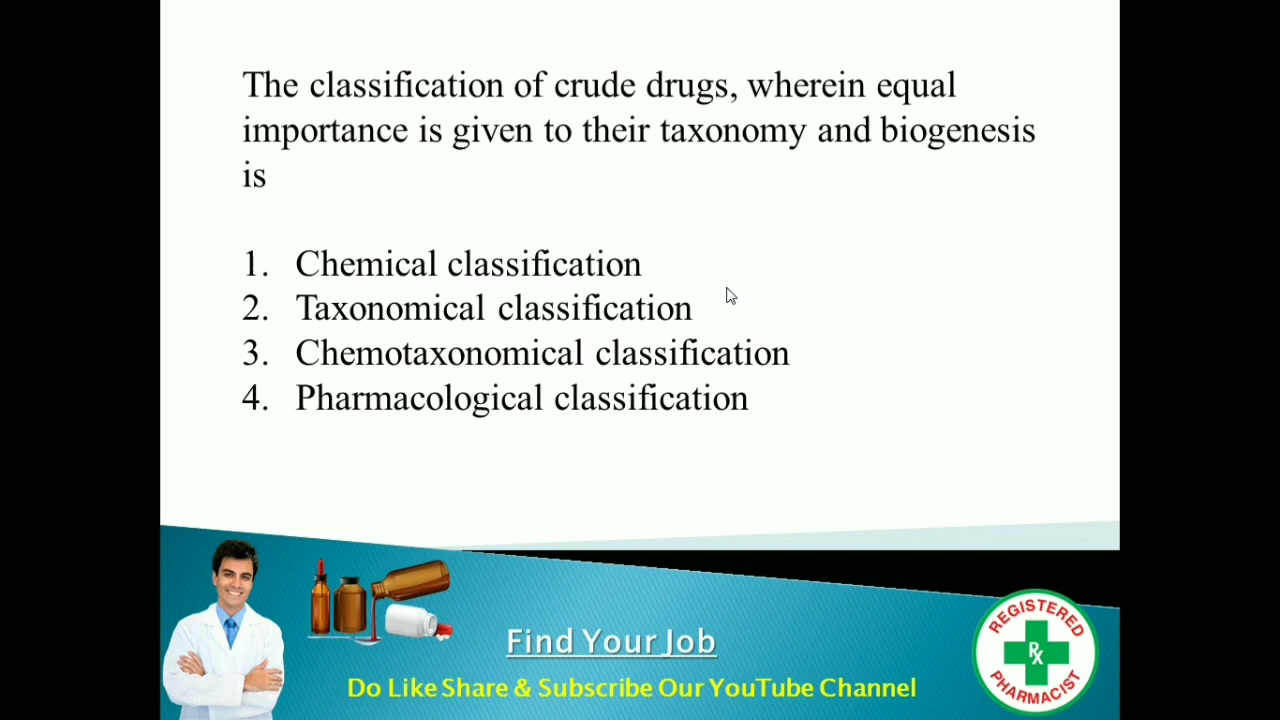 The classification of crude drugs, wherein equal
importance is given to their taxonomy and biogenesis
is
1. Chemical classification
2. Taxonomical classification
3. Chemotaxonomical classification
4. Pharmacological classification
Find Your Job
Do Like Share & Subscribe Our YouTube Channel
REGISTERED
Rx
PHARMACIST